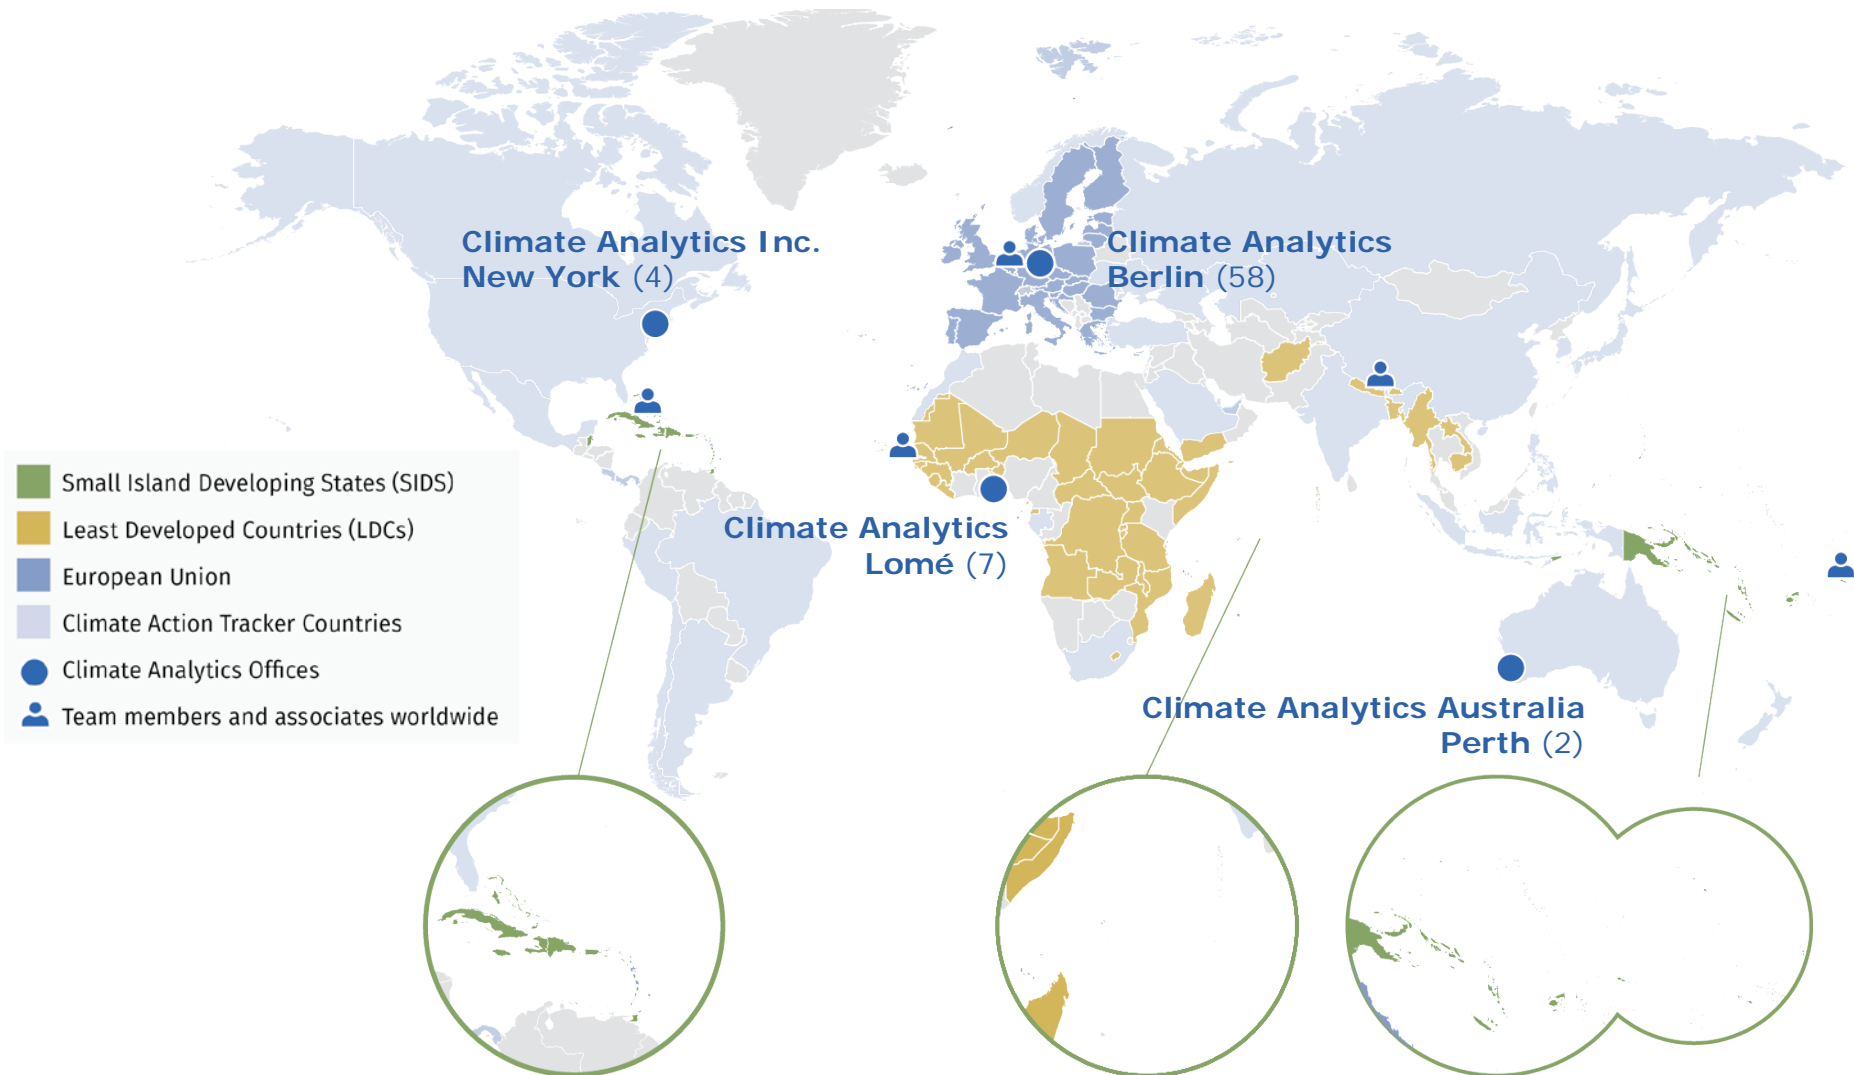 Climate Analytics Inc.
New York (4)
Climate Analytics
Berlin (58)
Small Island Developing States (SIDS)
Least Developed Countries (LDCs)
European Union
Climate Action Tracker Countries
Climate Analytics Offices
Team members and associates worldwide
Climate Analytics
Lomé (7)
Climate Analytics Australia
Perth (2)